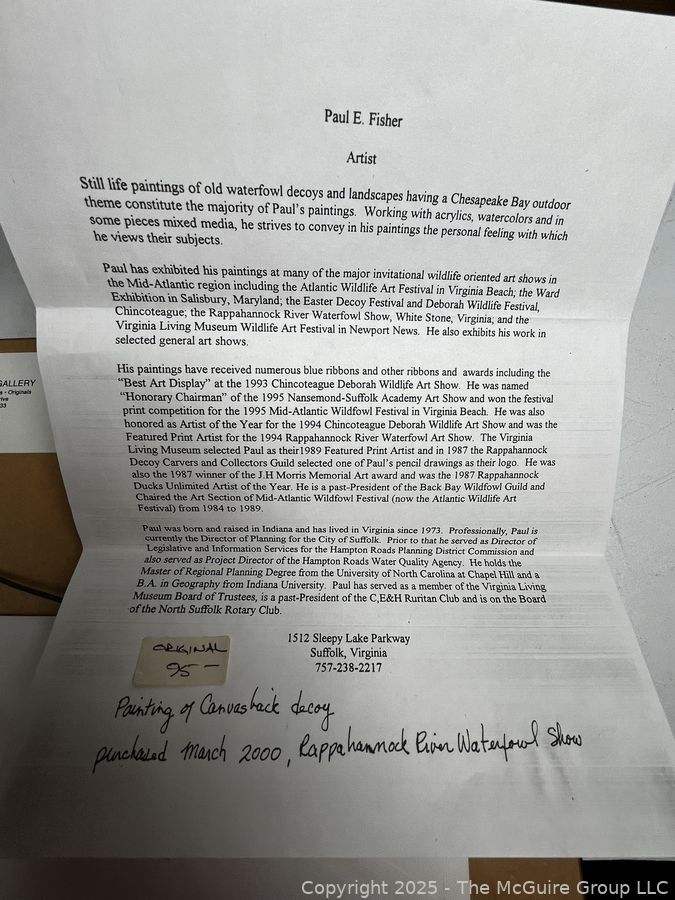 Paul E. Fisher
Artist
Still life paintings of old waterfowl decoys and landscapes having a Chesapeake Bay outdoor
theme constitute the majority of Paul's paintings. Working with acrylics, watercolors and in
some pieces mixed media, he strives to convey in his paintings the personal feeling with which
he views their subjects.
Paul has exhibited his paintings at many of the major invitational wildlife oriented art shows in
the Mid-Atlantic region including the Atlantic Wildlife Art Festival in Virginia Beach; the Ward
Exhibition in Salisbury, Maryland; the Easter Decoy Festival and Deborah Wildlife Festival,
Chincoteague; the Rappahannock River Waterfowl Show, White Stone, Virginia; and the
Virginia Living Museum Wildlife Art Festival in Newport News. He also exhibits his work in
selected general art shows.
His paintings have received numerous blue ribbons and other ribbons and awards including the
"Best Art Display" at the 1993 Chincoteague Deborah Wildlife Art Show. He was named
"Honorary Chairman" of the 1995 Nansemond-Suffolk Academy Art Show and won the festival
print competition for the 1995 Mid-Atlantic Wildfowl Festival in Virginia Beach. He was also
honored as Artist of the Year for the 1994 Chincoteague Deborah Wildlife Art Show and was the
Featured Print Artist for the 1994 Rappahannock River Waterfowl Art Show. The Virginia
Living Museum selected Paul as their1989 Featured Print Artist and in 1987 the Rappahannock
Decoy Carvers and Collectors Guild selected one of Paul's pencil drawings as their logo. He was
also the 1987 winner of the J.H Morris Memorial Art award and was the 1987 Rappahannock
Ducks Unlimited Artist of the Year. He is a past-President of the Back Bay Wildfowl Guild and
Chaired the Art Section of Mid-Atlantic Wildfowl Festival (now the Atlantic Wildlife Art
Festival) from 1984 to 1989.
Paul was born and raised in Indiana and has lived in Virginia since 1973. Professionally, Paul is
currently the Director of Planning for the City of Suffolk. Prior to that he served as Director of
Legislative and Information Services for the Hampton Roads Planning District Commission and
also served as Project Director of the Hampton Roads Water Quality Agency. He holds the
Master of Regional Planning Degree from the University of North Carolina at Chapel Hill and a
B.A. in Geography from Indiana University. Paul has served as a member of the Virginia Living
Museum Board of Trustees, is a past-President of the C,E&H Ruritan Club and is on the Board
of the North Suffolk Rotary Club.
1512 Sleepy Lake Parkway
Suffolk, Virginia
757-238-2217
ORIGINAL
95 —
Painting of Canvasback decoy
purchased March 2000, Rappahannock River Waterfowl Show
GALLERY
Originals
33
Copyright 2025 - The McGuire Group LLC